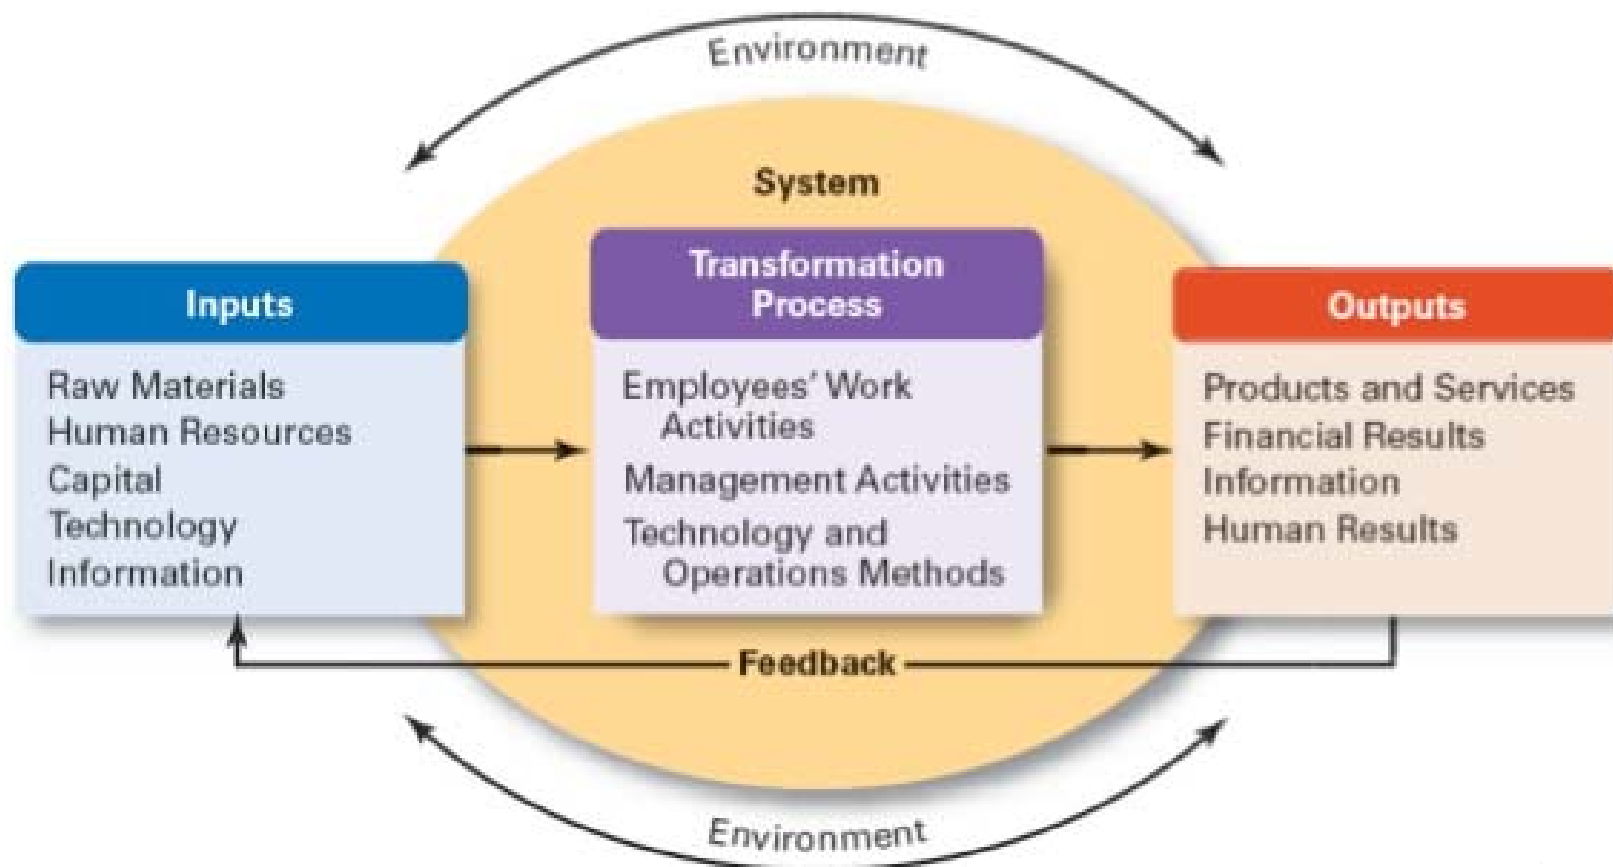 Environment
System
Inputs
Raw Materials
Human Resources
Capital
Technology
Information
Transformation
Process
Employees' Work
Activities
Management Activities
Technology and
Operations Methods
Outputs
Products and Services
Financial Results
Information
Human Results
Feedback
Environment